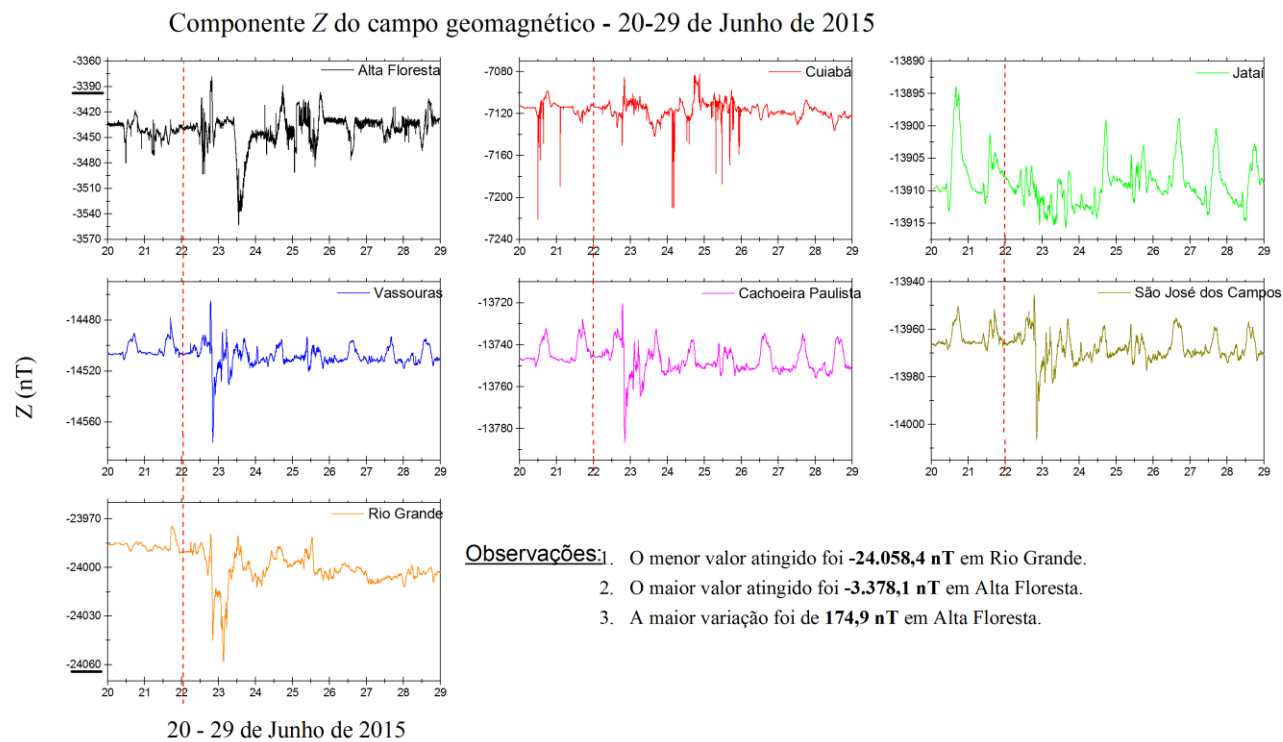 Componente Z do campo geomagnético - 20-29 de Junho de 2015
Alta Floresta
-3360
-3390
-3420
-3450
-3480
-3510
-3540
-3570
20 21 22 23 24 25 26 27 28 29
Cuiabá
-7080
-7120
-7160
-7200
-7240
20 21 22 23 24 25 26 27 28 29
Jataí
-13890
-13895
-13900
-13905
-13910
-13915
20 21 22 23 24 25 26 27 28 29
Z (nT)
Vassouras
-14480
-14520
-14560
20 21 22 23 24 25 26 27 28 29
Cachoeira Paulista
-13720
-13740
-13760
-13780
20 21 22 23 24 25 26 27 28 29
São José dos Campos
-13940
-13960
-13980
-14000
20 21 22 23 24 25 26 27 28 29
Rio Grande
-23970
-24000
-24030
-24060
20 21 22 23 24 25 26 27 28 29
20 - 29 de Junho de 2015
Observações:
1. O menor valor atingido foi -24.058,4 nT em Rio Grande.
2. O maior valor atingido foi -3.378,1 nT em Alta Floresta.
3. A maior variação foi de 174,9 nT em Alta Floresta.